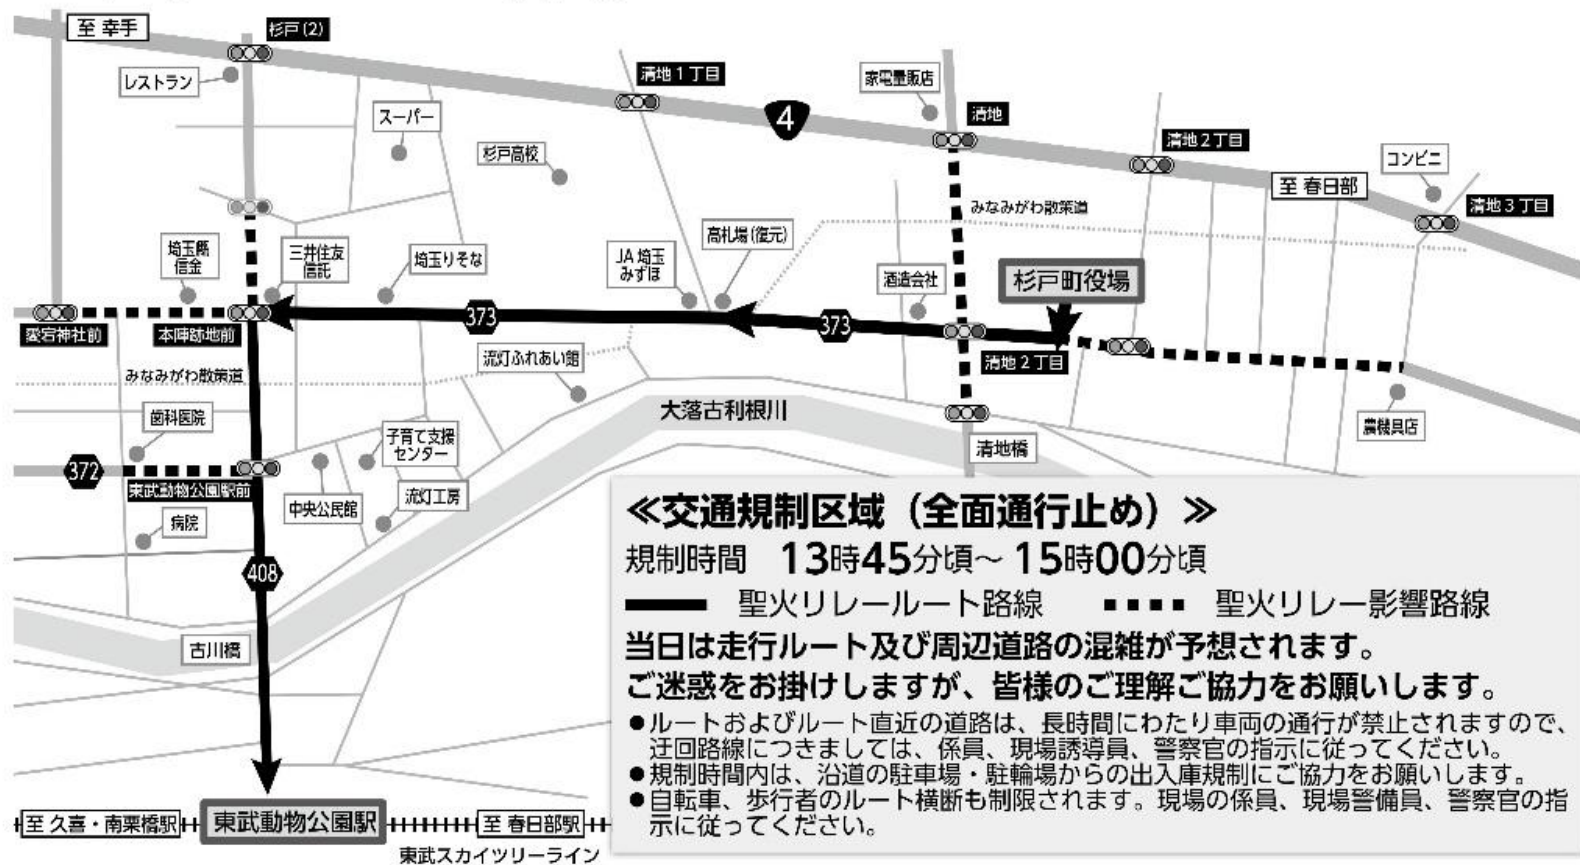 至 幸手
杉戸(2)
レストラン
スーパー
清地1丁目
家電量販店
4
清地
清地2丁目
コンビニ
杉戸高校
至 春日部
清地3丁目
みなみがわ散策道
埼玉縣
信金
三井住友
信託
埼玉りそな
JA 埼玉
みずほ
高札場(復元)
酒造会社
杉戸町役場
愛宕神社前
本陣跡地前
373
373
清地2丁目
みなみがわ散策道
流灯ふれあい館
大落古利根川
農機具店
歯科医院
子育て支援
センター
清地橋
372
東武動物公園駅前
中央公民館
流灯工房
病院
408
古川橋
≪交通規制区域(全面通行止め)≫
規制時間 13時45分頃～15時00分頃
聖火リレールート路線 聖火リレー影響路線
当日は走行ルート及び周辺道路の混雑が予想されます。
ご迷惑をお掛けしますが、皆様のご理解ご協力をお願いします。
●ルートおよびルート直近の道路は、長時間にわたり車両の通行が禁止されますので、
迂回路線につきましては、係員、現場誘導員、警察官の指示に従ってください。
●規制時間内は、沿道の駐車場・駐輪場からの出入庫規制にご協力をお願いします。
●自転車、歩行者のルート横断も制限されます。現場の係員、現場警備員、警察官の指
示に従ってください。
至 久喜・南栗橋駅
東武動物公園駅
至 春日部駅
東武スカイツリーライン